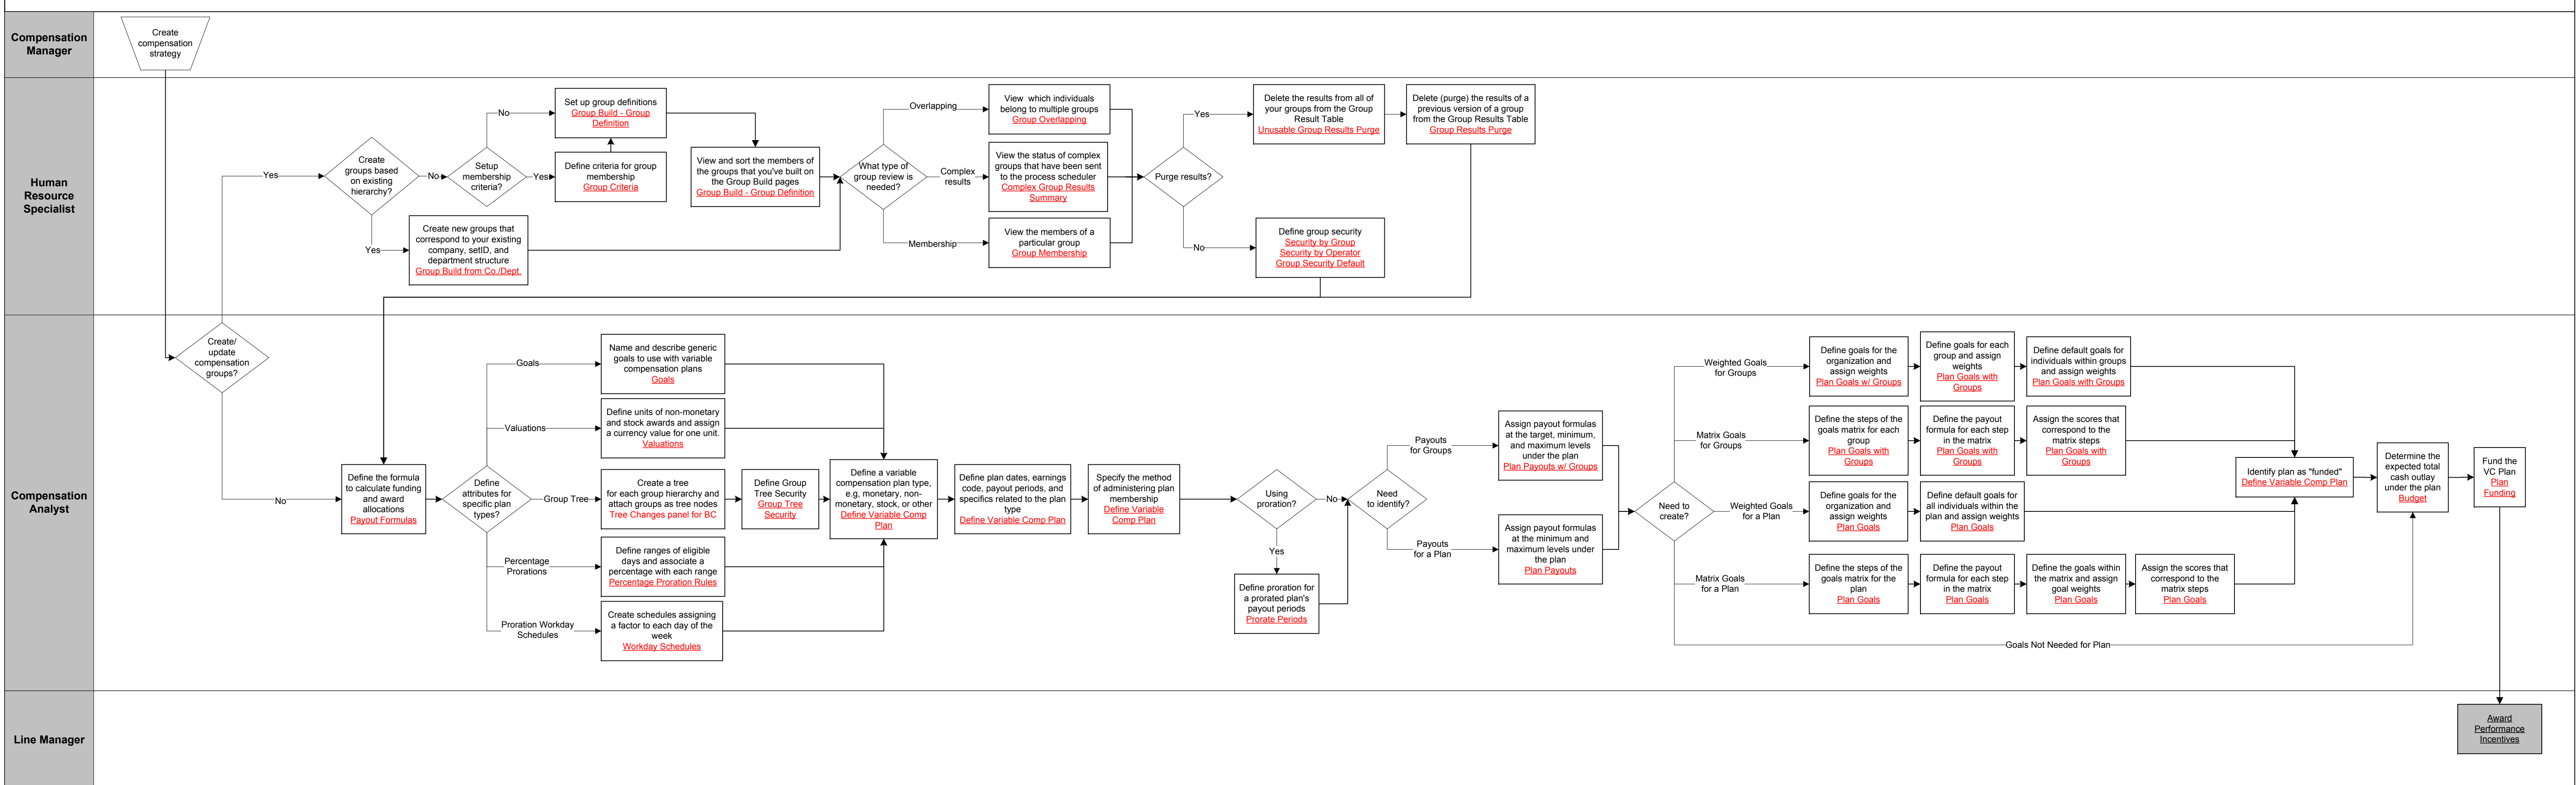 Compensation
Manager
Create
compensation
strategy
Human
Resource
Specialist
Yes
Create
groups based
on existing
hierarchy?
No
Yes
Setup
membership
criteria?
No
Yes
Set up group definitions
Group Build - Group
Definition
Define criteria for group
membership
Group Criteria
Create new groups that
correspond to your existing
company, setID, and
department structure
Group Build from Co./Dept.
View and sort the members of
the groups that you've built on
the Group Build pages
Group Build - Group Definition
What type of
group review is
needed?
Overlapping
Complex
results
Membership
View  which individuals
belong to multiple groups
Group Overlapping
View the status of complex
groups that have been sent
to the process scheduler
Complex Group Results
Summary
View the members of a
particular group
Group Membership
Purge results?
Yes
No
Delete the results from all of
your groups from the Group
Result Table
Unusable Group Results Purge
Delete (purge) the results of a
previous version of a group
from the Group Results Table
Group Results Purge
Define group security
Security by Group
Security by Operator
Group Security Default
Compensation
Analyst
Create/
update
compensation
groups?
No
Define the formula
to calculate funding
and award
allocations
Payout Formulas
Define
attributes for
specific plan
types?
Goals
Valuations
Group Tree
Percentage
Prorations
Proration Workday
Schedules
Name and describe generic
goals to use with variable
compensation plans
Goals
Define units of non-monetary
and stock awards and assign
a currency value for one unit.
Valuations
Create a tree
for each group hierarchy and
attach groups as tree nodes
Tree Changes panel for BC
Define Group
Tree Security
Group Tree
Security
Define ranges of eligible
days and associate a
percentage with each range
Percentage Proration Rules
Create schedules assigning
a factor to each day of the
week
Workday Schedules
Define a variable
compensation plan type,
e.g, monetary, non-
monetary, stock, or other
Define Variable Comp
Plan
Define plan dates, earnings
code, payout periods, and
specifics related to the plan
type
Define Variable Comp Plan
Specify the method
of administering plan
membership
Define Variable
Comp Plan
Using
proration?
No
Yes
Define proration for
a prorated plan's
payout periods
Prorate Periods
Need
to identify?
Payouts
for Groups
Payouts
for a Plan
Assign payout formulas
at the target, minimum,
and maximum levels
under the plan
Plan Payouts w/ Groups
Assign payout formulas
at the minimum and
maximum levels under
the plan
Plan Payouts
Need to
create?
Weighted Goals
for Groups
Matrix Goals
for Groups
Weighted Goals
for a Plan
Matrix Goals
for a Plan
Goals Not Needed for Plan
Define goals for the
organization and
assign weights
Plan Goals w/ Groups
Define goals for each
group and assign
weights
Plan Goals with
Groups
Define default goals for
individuals within groups
and assign weights
Plan Goals with Groups
Define the steps of the
goals matrix for each
group
Plan Goals with
Groups
Define the payout
formula for each step
in the matrix
Plan Goals with
Groups
Assign the scores that
correspond to the
matrix steps
Plan Goals with
Groups
Define goals for the
organization and
assign weights
Plan Goals
Define default goals for
all individuals within the
plan and assign weights
Plan Goals
Define the steps of the
goals matrix for the
plan
Plan Goals
Define the payout
formula for each step
in the matrix
Plan Goals
Define the goals within
the matrix and assign
goal weights
Plan Goals
Assign the scores that
correspond to the
matrix steps
Plan Goals
Identify plan as "funded"
Define Variable Comp Plan
Determine the
expected total
cash outlay
under the plan
Budget
Fund the
VC Plan
Plan
Funding
Line Manager
Award
Performance
Incentives